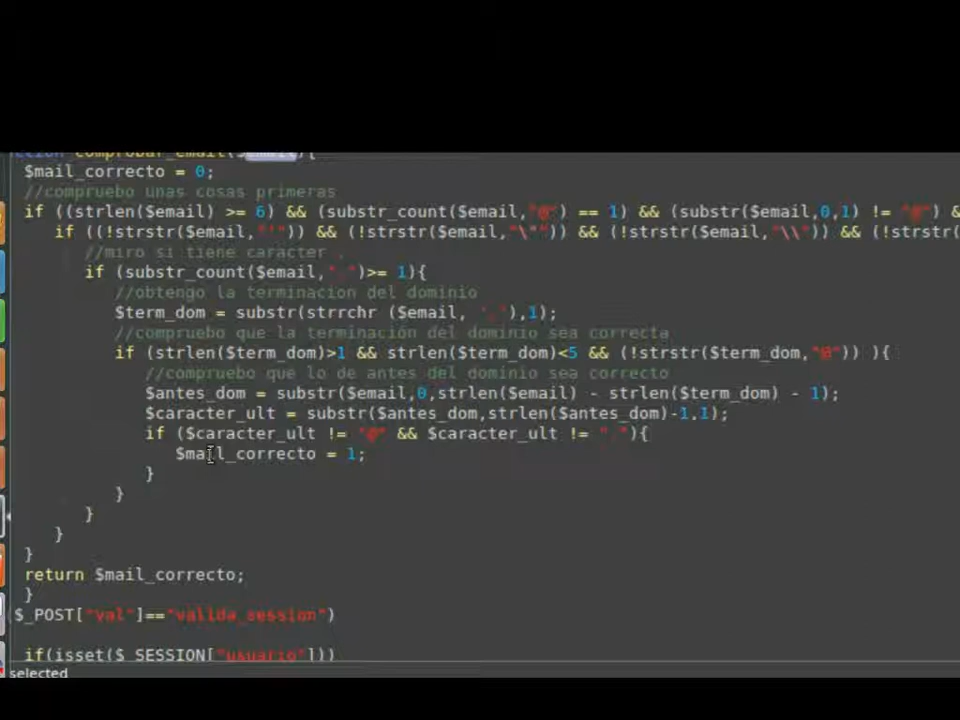 comprobar_email($email){
$mail_correcto = 0;
//compruebo unas cosas primeras
if ((strlen($email) >= 6) && (substr_count($email,"@") == 1) && (substr($email,0,1) != "@") &
if ((!strstr($email,"'")) && (!strstr($email,"\"")) && (!strstr($email,"\\")) && (!strstr(
//miro si tiene caracter .
if (substr_count($email,".")>= 1){
//obtengo la terminacion del dominio
$term_dom = substr(strrchr ($email, '.'),1);
//compruebo que la terminación del dominio sea correcta
if (strlen($term_dom)>1 && strlen($term_dom)<5 && (!strstr($term_dom,"@")) ){
//compruebo que lo de antes del dominio sea correcto
$antes_dom = substr($email,0,strlen($email) - strlen($term_dom) - 1);
$caracter_ult = substr($antes_dom,strlen($antes_dom)-1,1);
if ($caracter_ult != "@" && $caracter_ult != "."){
$mail_correcto = 1;
}
}
}
}
}
return $mail_correcto;
}
$_POST["val"]=="valida_session")
if(isset($_SESSION["usuario"]))
selected